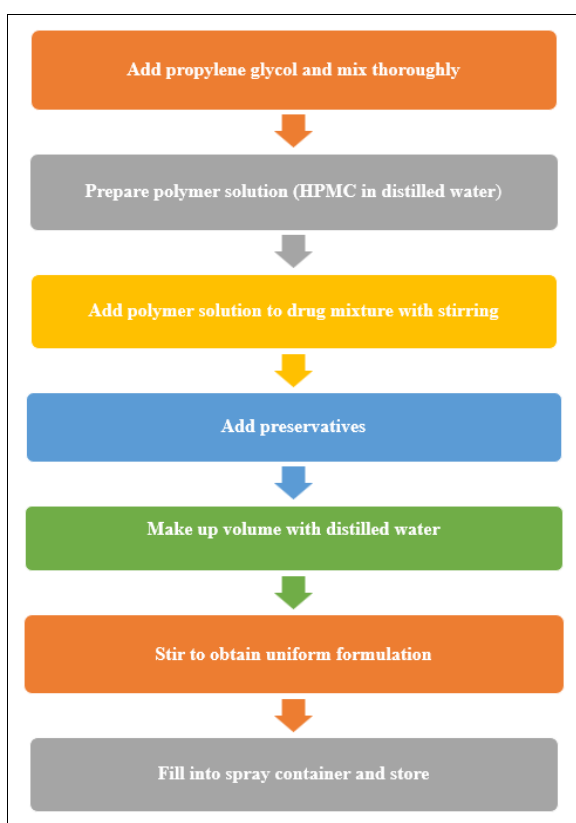 Add propylene glycol and mix thoroughly
Prepare polymer solution (HPMC in distilled water)
Add polymer solution to drug mixture with stirring
Add preservatives
Make up volume with distilled water
Stir to obtain uniform formulation
Fill into spray container and store